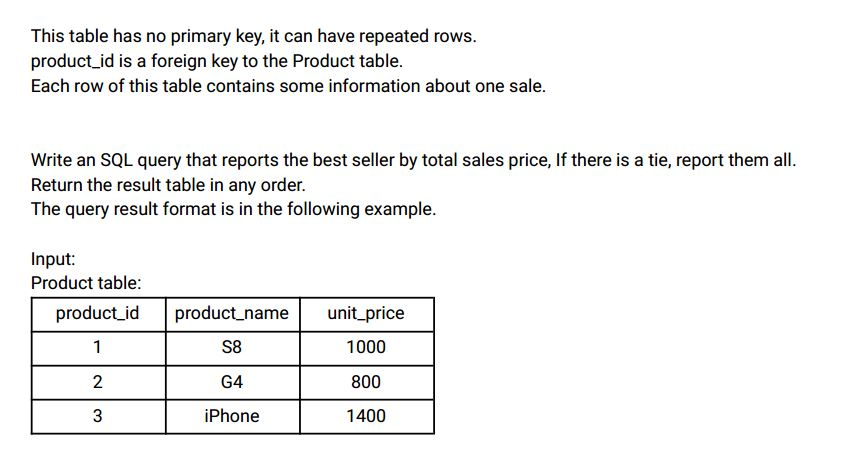 This table has no primary key, it can have repeated rows.
product_id is a foreign key to the Product table.
Each row of this table contains some information about one sale.
Write an SQL query that reports the best seller by total sales price, If there is a tie, report them all.
Return the result table in any order.
The query result format is in the following example.
Input:
Product table:
product_id product_name unit_price
1 S8 1000
2 G4 800
3 iPhone 1400